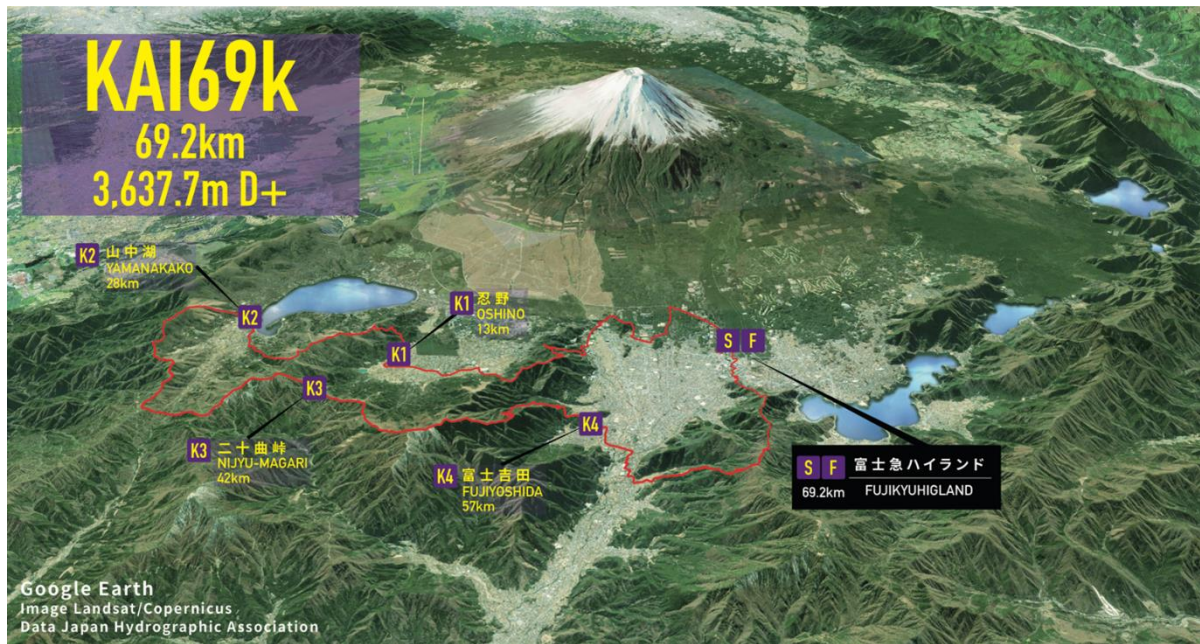 KAI69k
69.2km
3,637.7m D+
K2 山中湖
YAMANAKAKO
28km
K2
K1 忍野
OSHINO
13km
K1
S F
K3
K3 二十曲峠
NIJYU-MAGARI
42km
K4
K4 富士吉田
FUJIYOSHIDA
57km
S F 富士急ハイランド
69.2km FUJIKYUHIGLAND
Google Earth
Image Landsat/Copernicus
Data Japan Hydrographic Association